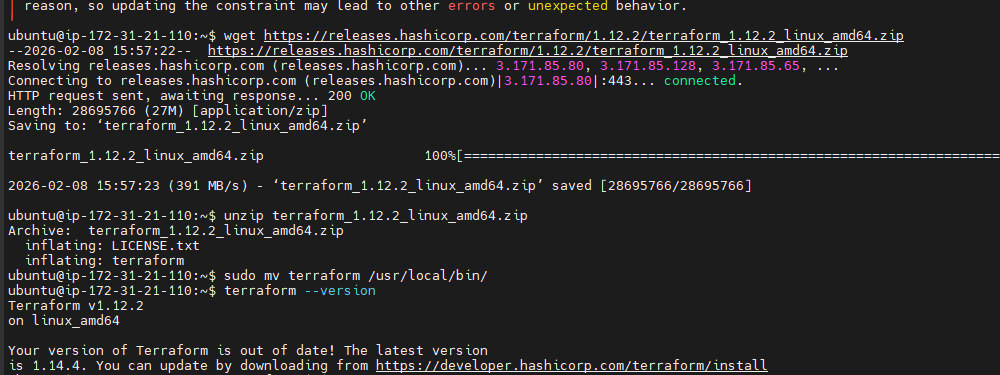 reason, so updating the constraint may lead to other errors or unexpected behavior.
ubuntu@ip-172-31-21-110:~$ wget https://releases.hashicorp.com/terraform/1.12.2/terraform_1.12.2_linux_amd64.zip
--2026-02-08 15:57:22--  https://releases.hashicorp.com/terraform/1.12.2/terraform_1.12.2_linux_amd64.zip
Resolving releases.hashicorp.com (releases.hashicorp.com)... 3.171.85.80, 3.171.85.128, 3.171.85.65, ...
Connecting to releases.hashicorp.com (releases.hashicorp.com)|3.171.85.80|:443... connected.
HTTP request sent, awaiting response... 200 OK
Length: 28695766 (27M) [application/zip]
Saving to: ‘terraform_1.12.2_linux_amd64.zip’
terraform_1.12.2_linux_amd64.zip                    100%[===================================================================
2026-02-08 15:57:23 (391 MB/s) - ‘terraform_1.12.2_linux_amd64.zip’ saved [28695766/28695766]
ubuntu@ip-172-31-21-110:~$ unzip terraform_1.12.2_linux_amd64.zip
Archive:  terraform_1.12.2_linux_amd64.zip
  inflating: LICENSE.txt
  inflating: terraform
ubuntu@ip-172-31-21-110:~$ sudo mv terraform /usr/local/bin/
ubuntu@ip-172-31-21-110:~$ terraform --version
Terraform v1.12.2
on linux_amd64
Your version of Terraform is out of date! The latest version
is 1.14.4. You can update by downloading from https://developer.hashicorp.com/terraform/install